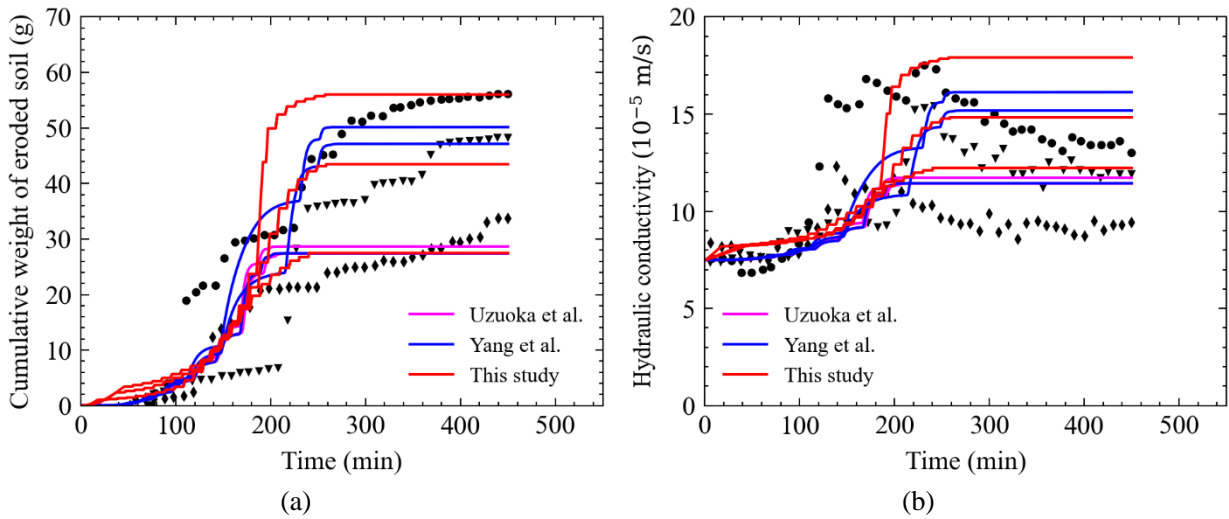 Cumulative weight of eroded soil (g)
70
60
50
40
30
20
10
0
0 100 200 300 400 500
Time (min)
Uzuoka et al.
Yang et al.
This study
(a)
Hydraulic conductivity (10⁻⁵ m/s)
20
15
10
5
0
0 100 200 300 400 500
Time (min)
Uzuoka et al.
Yang et al.
This study
(b)